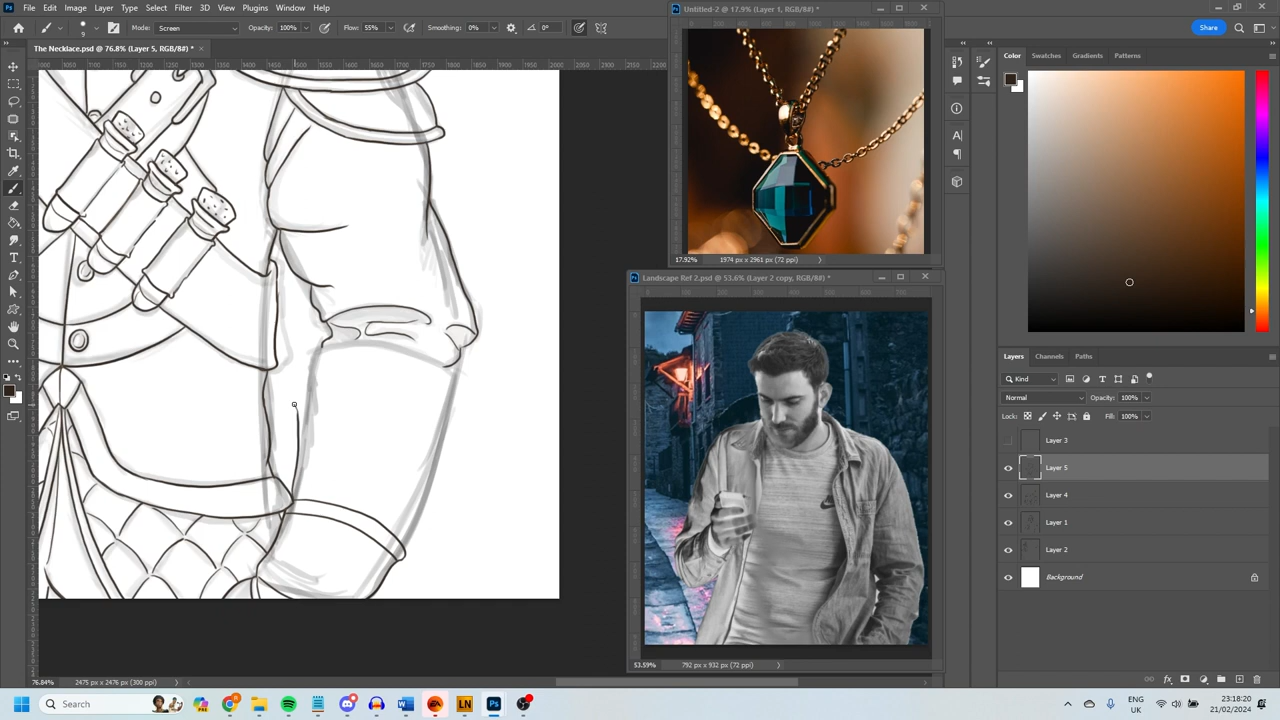 File Edit Image Layer Type Select Filter 3D View Plugins Window Help
Mode: Screen Opacity: 100% Flow: 55% Smoothing: 0% 0°
Share
The Necklace.psd @ 76.8% (Layer 5, RGB/8#) *
Untitled-2 @ 17.9% (Layer 1, RGB/8#) *
17.92% 1974 px x 2961 px (72 ppi)
Landscape Ref 2.psd @ 53.6% (Layer 2 copy, RGB/8#) *
53.59% 792 px x 932 px (72 ppi)
Color Swatches Gradients Patterns
Layers Channels Paths
Kind
Normal Opacity: 100%
Lock: Fill: 100%
Layer 3
Layer 5
Layer 4
Layer 1
Layer 2
Background
76.84% 2475 px x 2475 px (300 ppi)
Search
ENG
UK
23:18:20
21/02/2024